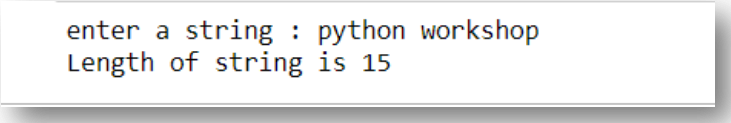 enter a string : python workshop
Length of string is 15